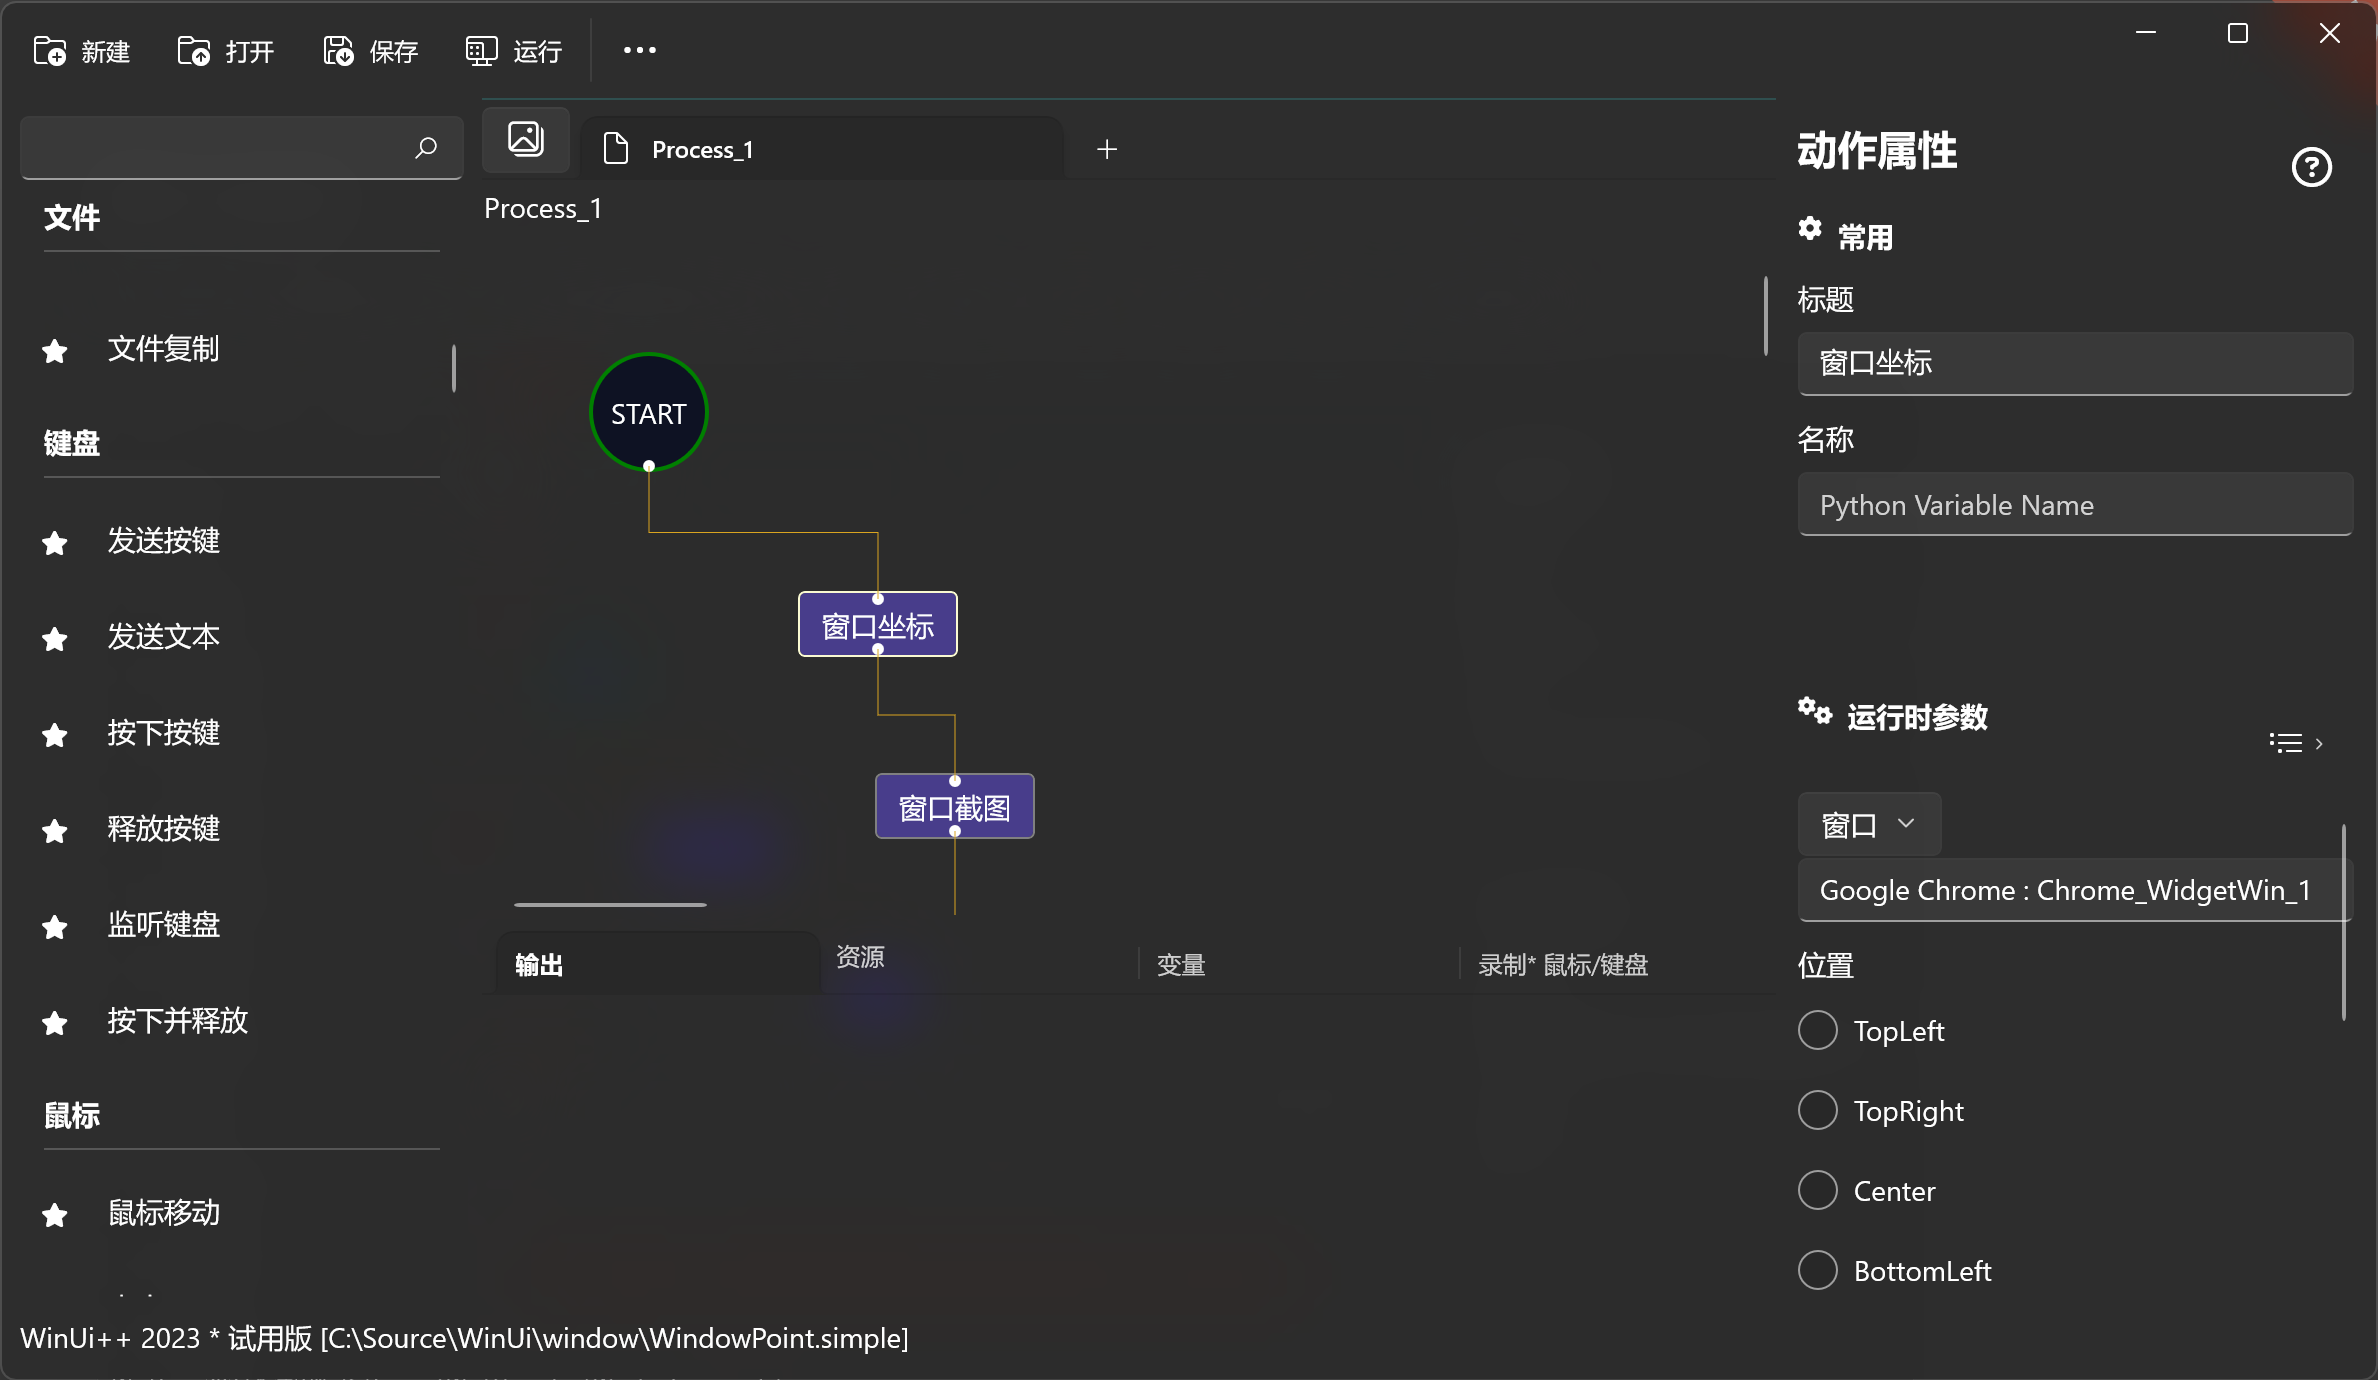 新建
打开
保存
运行
文件
文件复制
键盘
发送按键
发送文本
按下按键
释放按键
监听键盘
按下并释放
鼠标
鼠标移动
Process_1
Process_1
START
窗口坐标
窗口截图
输出
资源
变量
录制* 鼠标/键盘
动作属性
常用
标题
窗口坐标
名称
Python Variable Name
运行时参数
窗口
Google Chrome : Chrome_WidgetWin_1
位置
TopLeft
TopRight
Center
BottomLeft
WinUi++ 2023 * 试用版 [C:\Source\WinUi\window\WindowPoint.simple]